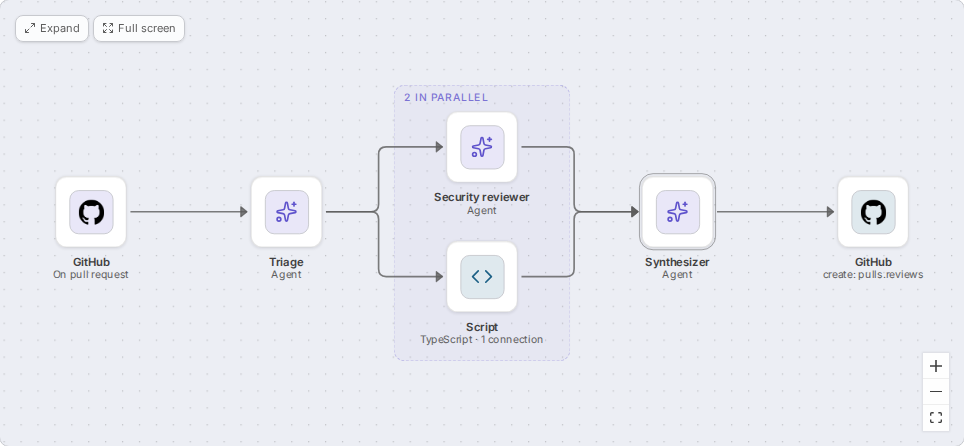 Expand
Full screen
2 IN PARALLEL
GitHub
On pull request
Triage
Agent
Security reviewer
Agent
Script
TypeScript · 1 connection
Synthesizer
Agent
GitHub
create: pulls:reviews